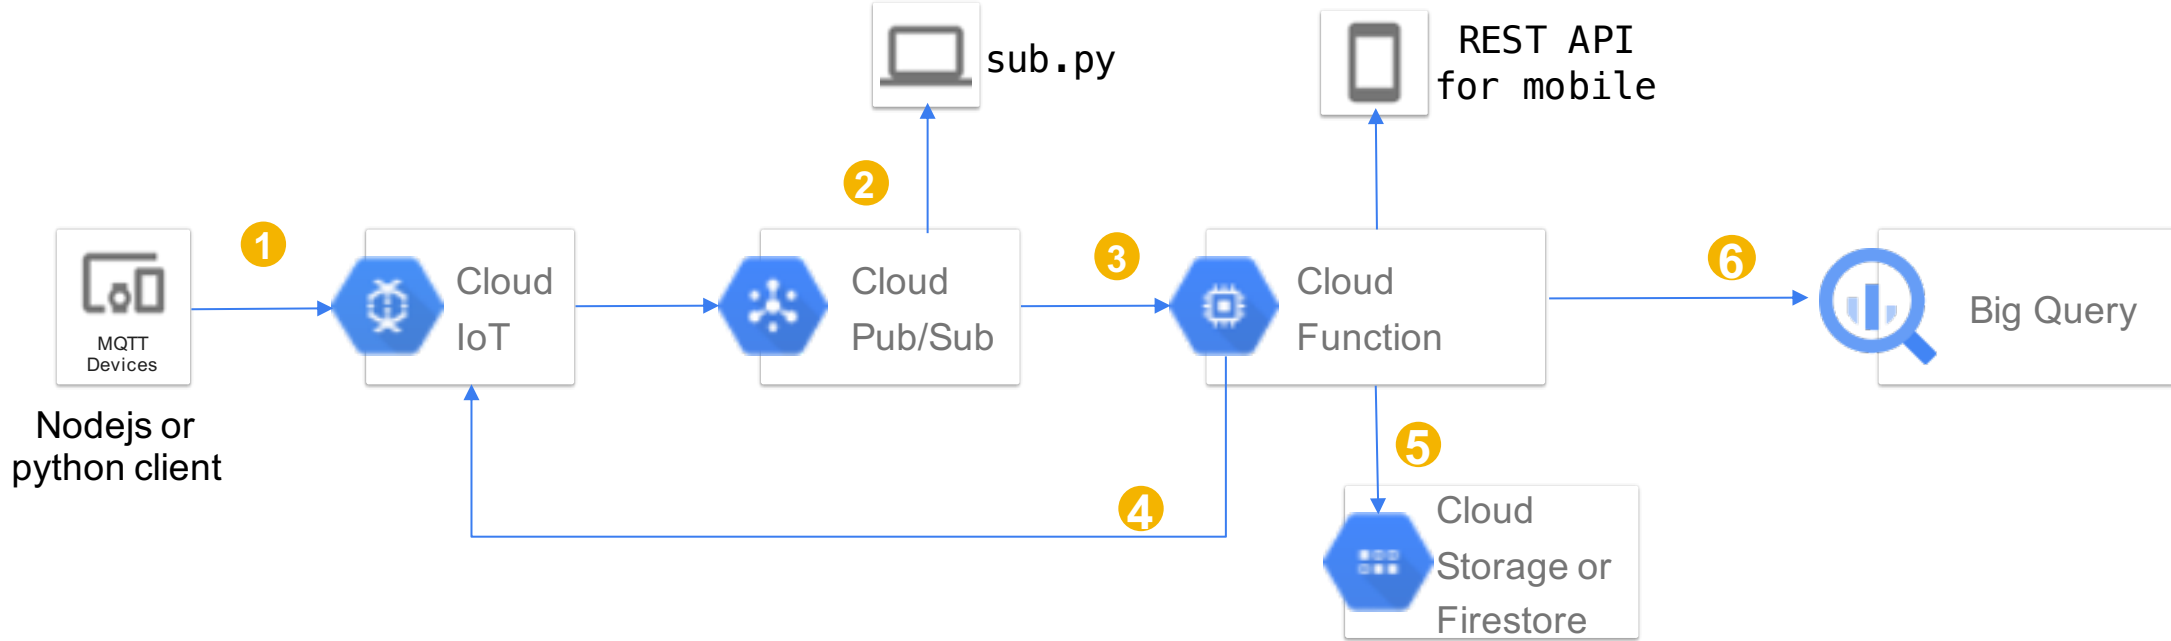 sub.py
REST API
for mobile
1
2
3
6
MQTT
Devices
Cloud
IoT
Cloud
Pub/Sub
Cloud
Function
Big Query
Nodejs or
python client
4
5
Cloud
Storage or
Firestore